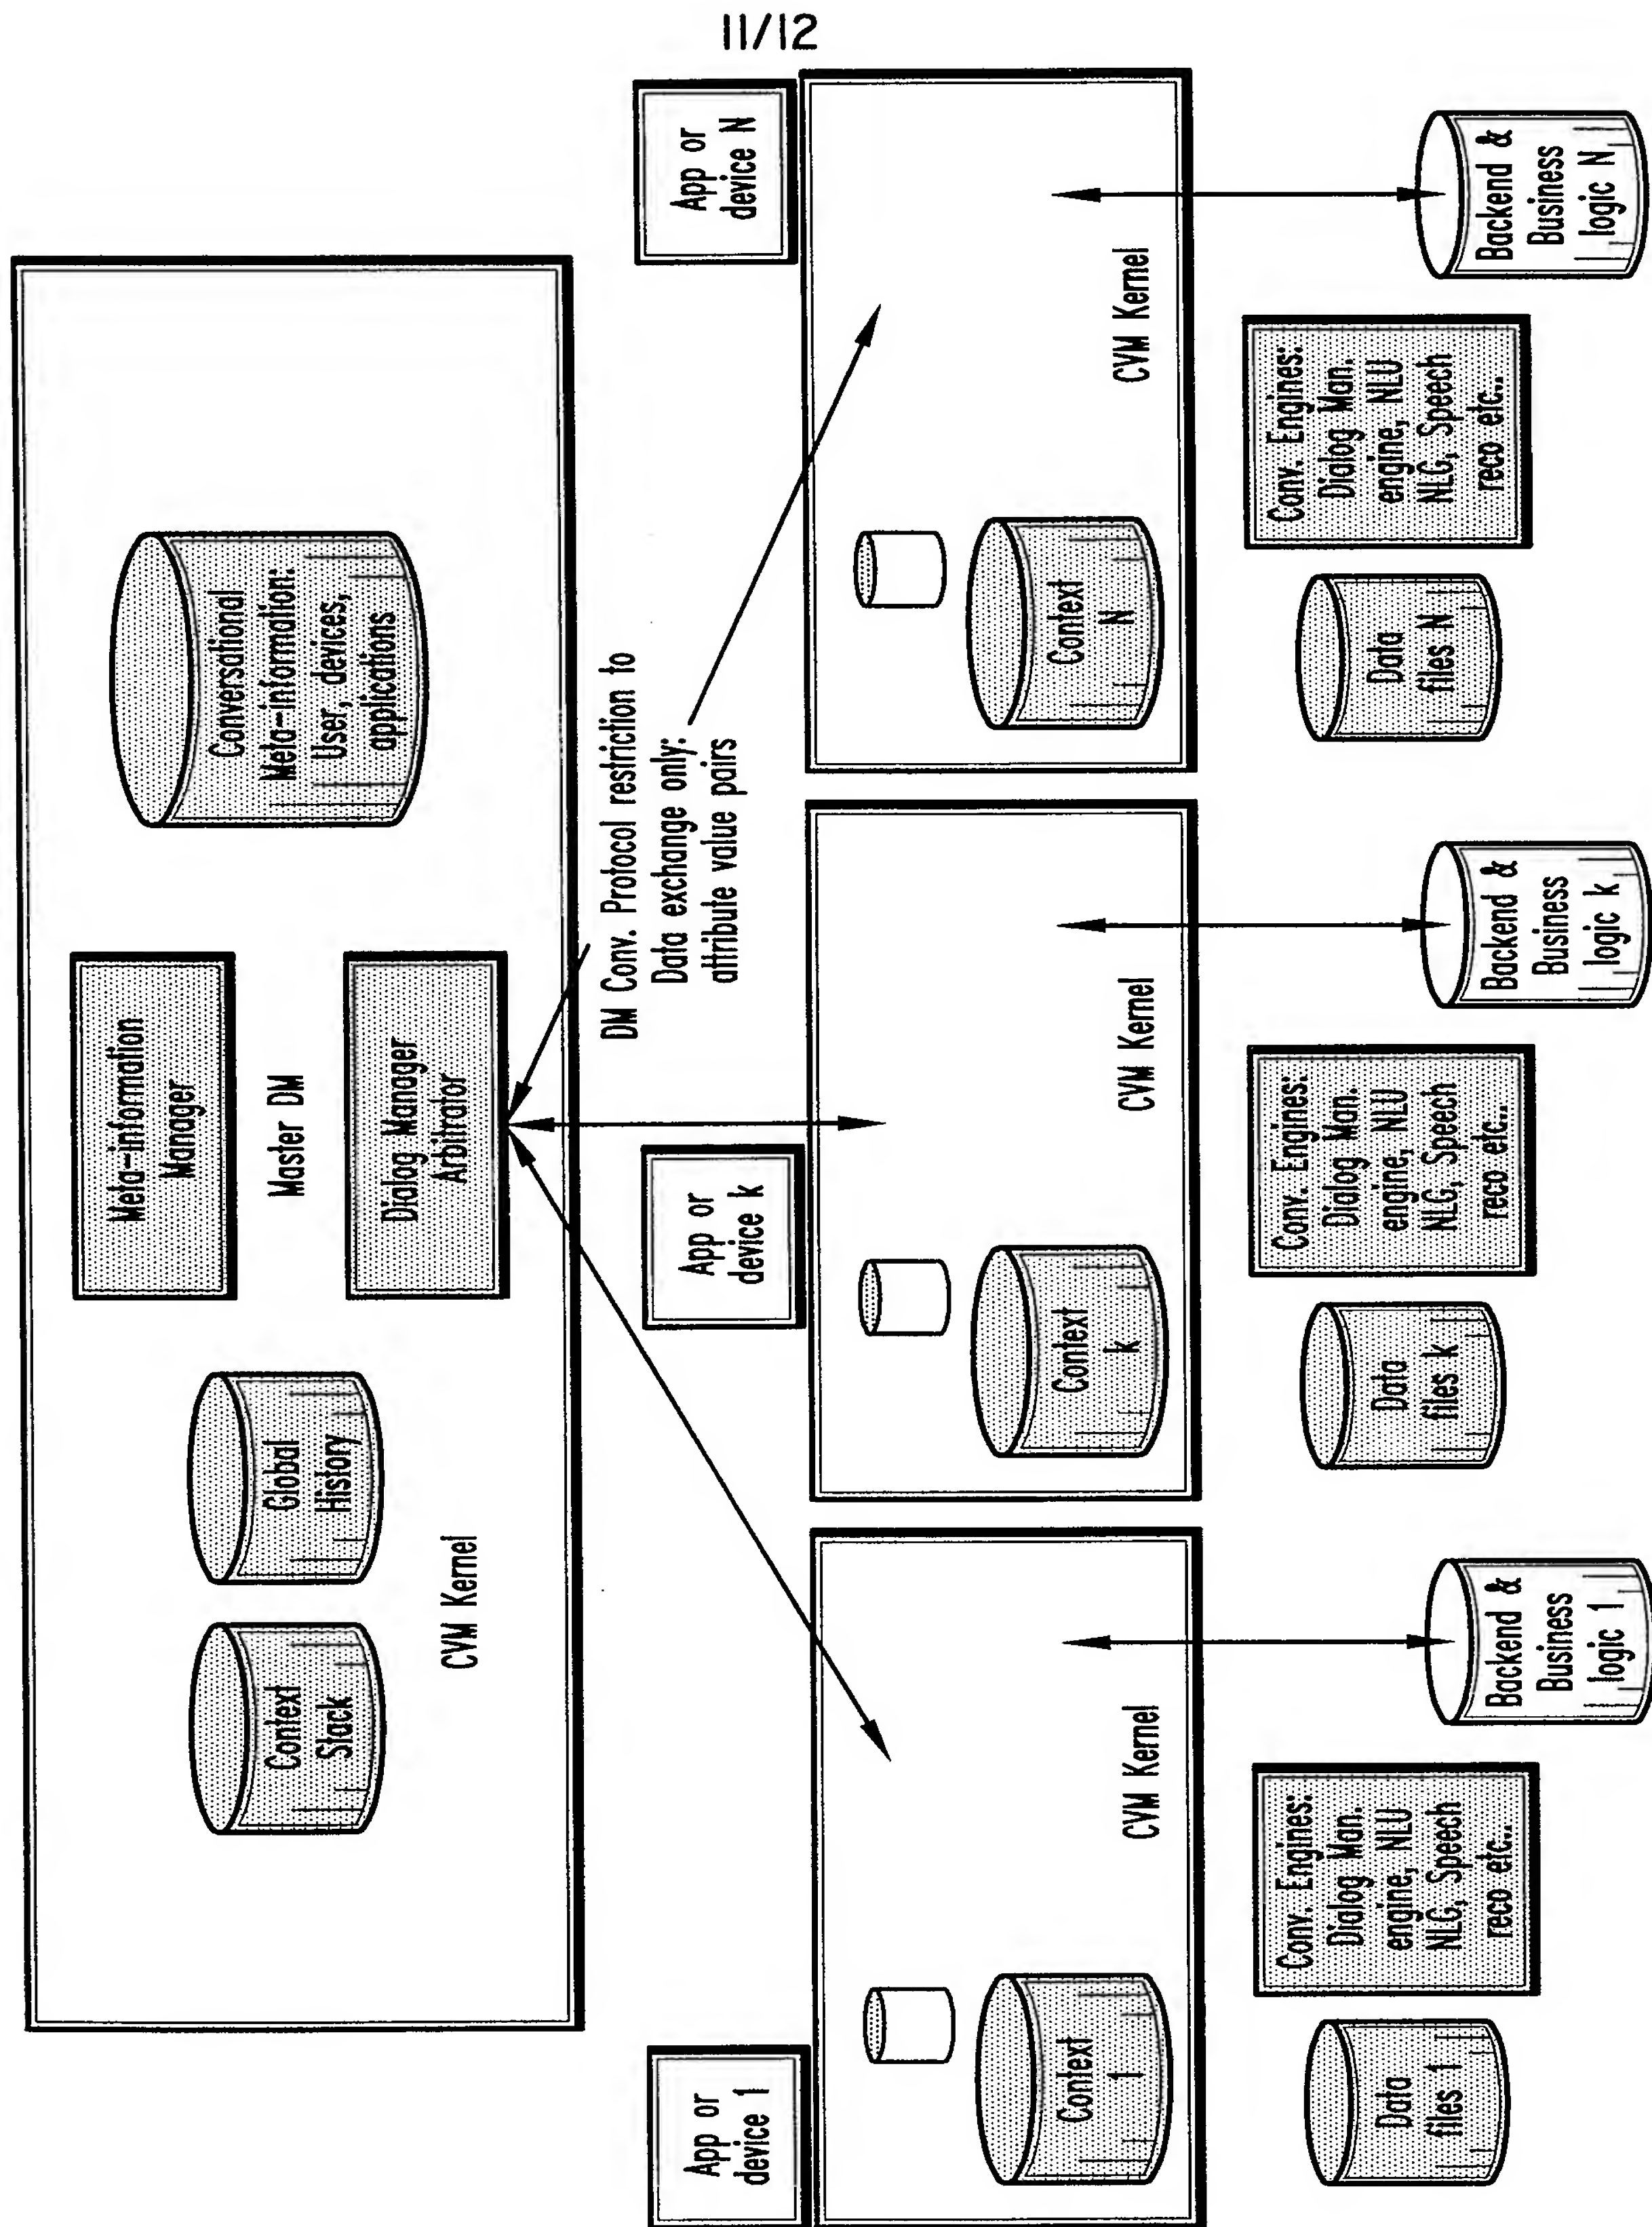 11/12
Context
Stack
Global
History
CVM Kernel
Meta-information
Manager
Master DM
Dialog Manager
Arbitrator
Conversational
Meta-information:
User, devices,
applications
DM Conv. Protocol restriction to
Data exchange only:
attribute value pairs
App or
device 1
Context
1
CVM Kernel
Data
files 1
Conv. Engines:
Dialog Man.
engine, NLU
NLG, Speech
reco etc..
Backend &
Business
logic 1
App or
device k
Context
k
CVM Kernel
Data
files k
Conv. Engines:
Dialog Man.
engine, NLU
NLG, Speech
reco etc..
Backend &
Business
logic k
App or
device N
Context
N
CVM Kernel
Data
files N
Conv. Engines:
Dialog Man.
engine, NLU
NLG, Speech
reco etc..
Backend &
Business
logic N